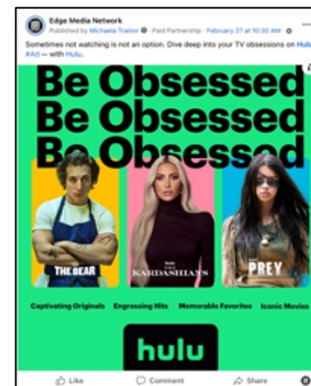 Edge Media Network
Published by Michaela Trainor · Paid Partnership · February 27 at 10:30 AM ·
Sometimes not watching is not an option. Dive deep into your TV obsessions on Hulu
#Ad — with Hulu.
Be Obsessed
Be Obsessed
Be Obsessed
THE BEAR
hulu
THE
KARDASHIANS
PREY
Captivating Originals Engrossing Hits Memorable Favorites Iconic Movies
hulu
Like Comment Share